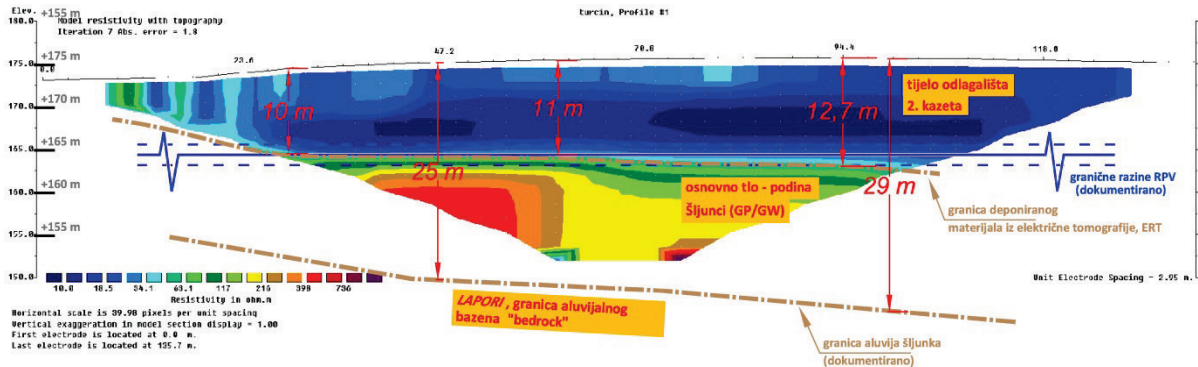 Elev.
+155 m
180.0
Model resistivity with topography
Iteration 7 Abs. error = 1.8
turcin, Profile #1
+175 m
175.0
0.0
23.6
47.2
70.8
94.4
118.0
+170 m
170.0
10 m
11 m
12,7 m
tijelo odlagališta
2. kazeta
+165 m
165.0
25 m
29 m
granične razine RPV
(dokumentirano)
+160 m
160.0
osnovno tlo - podina
Šljunci (GP/GW)
granica deponiranog
materijala iz električne tomografije, ERT
+155 m
155.0
150.0
10.0 18.5 34.1 63.1 117 216 398 736
Resistivity in ohm.m
Unit Electrode Spacing = 2.95 m.
LAPORI , granica aluvijalnog
bazena "bedrock"
Horizontal scale is 39.98 pixels per unit spacing
Vertical exaggeration in model section display = 1.00
First electrode is located at 0.0 m.
Last electrode is located at 135.7 m.
granica aluvija šljunka
(dokumentirano)